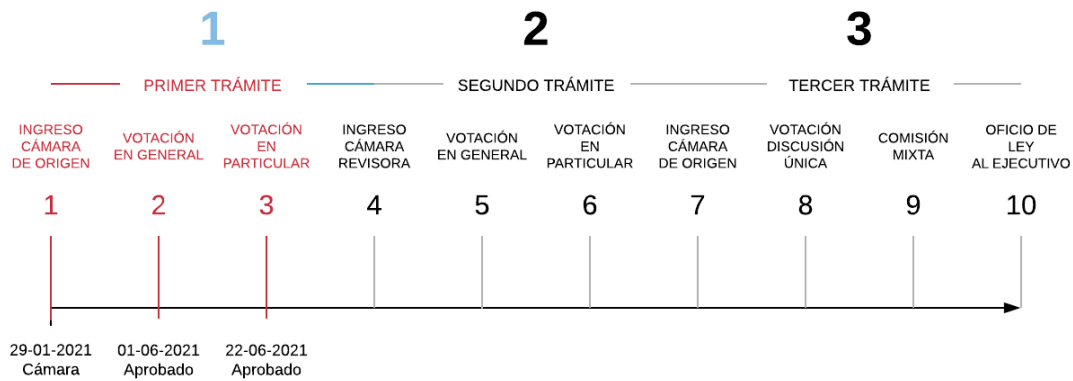 1 2 3
PRIMER TRÁMITE SEGUNDO TRÁMITE TERCER TRÁMITE
INGRESO
CÁMARA
DE ORIGEN
VOTACIÓN
EN GENERAL
VOTACIÓN
EN
PARTICULAR
INGRESO
CÁMARA
REVISORA
VOTACIÓN
EN GENERAL
VOTACIÓN
EN
PARTICULAR
INGRESO
CÁMARA
DE ORIGEN
VOTACIÓN
DISCUSIÓN
ÚNICA
COMISIÓN
MIXTA
OFICIO DE
LEY
AL EJECUTIVO
1 2 3 4 5 6 7 8 9 10
29-01-2021
Cámara
01-06-2021
Aprobado
22-06-2021
Aprobado